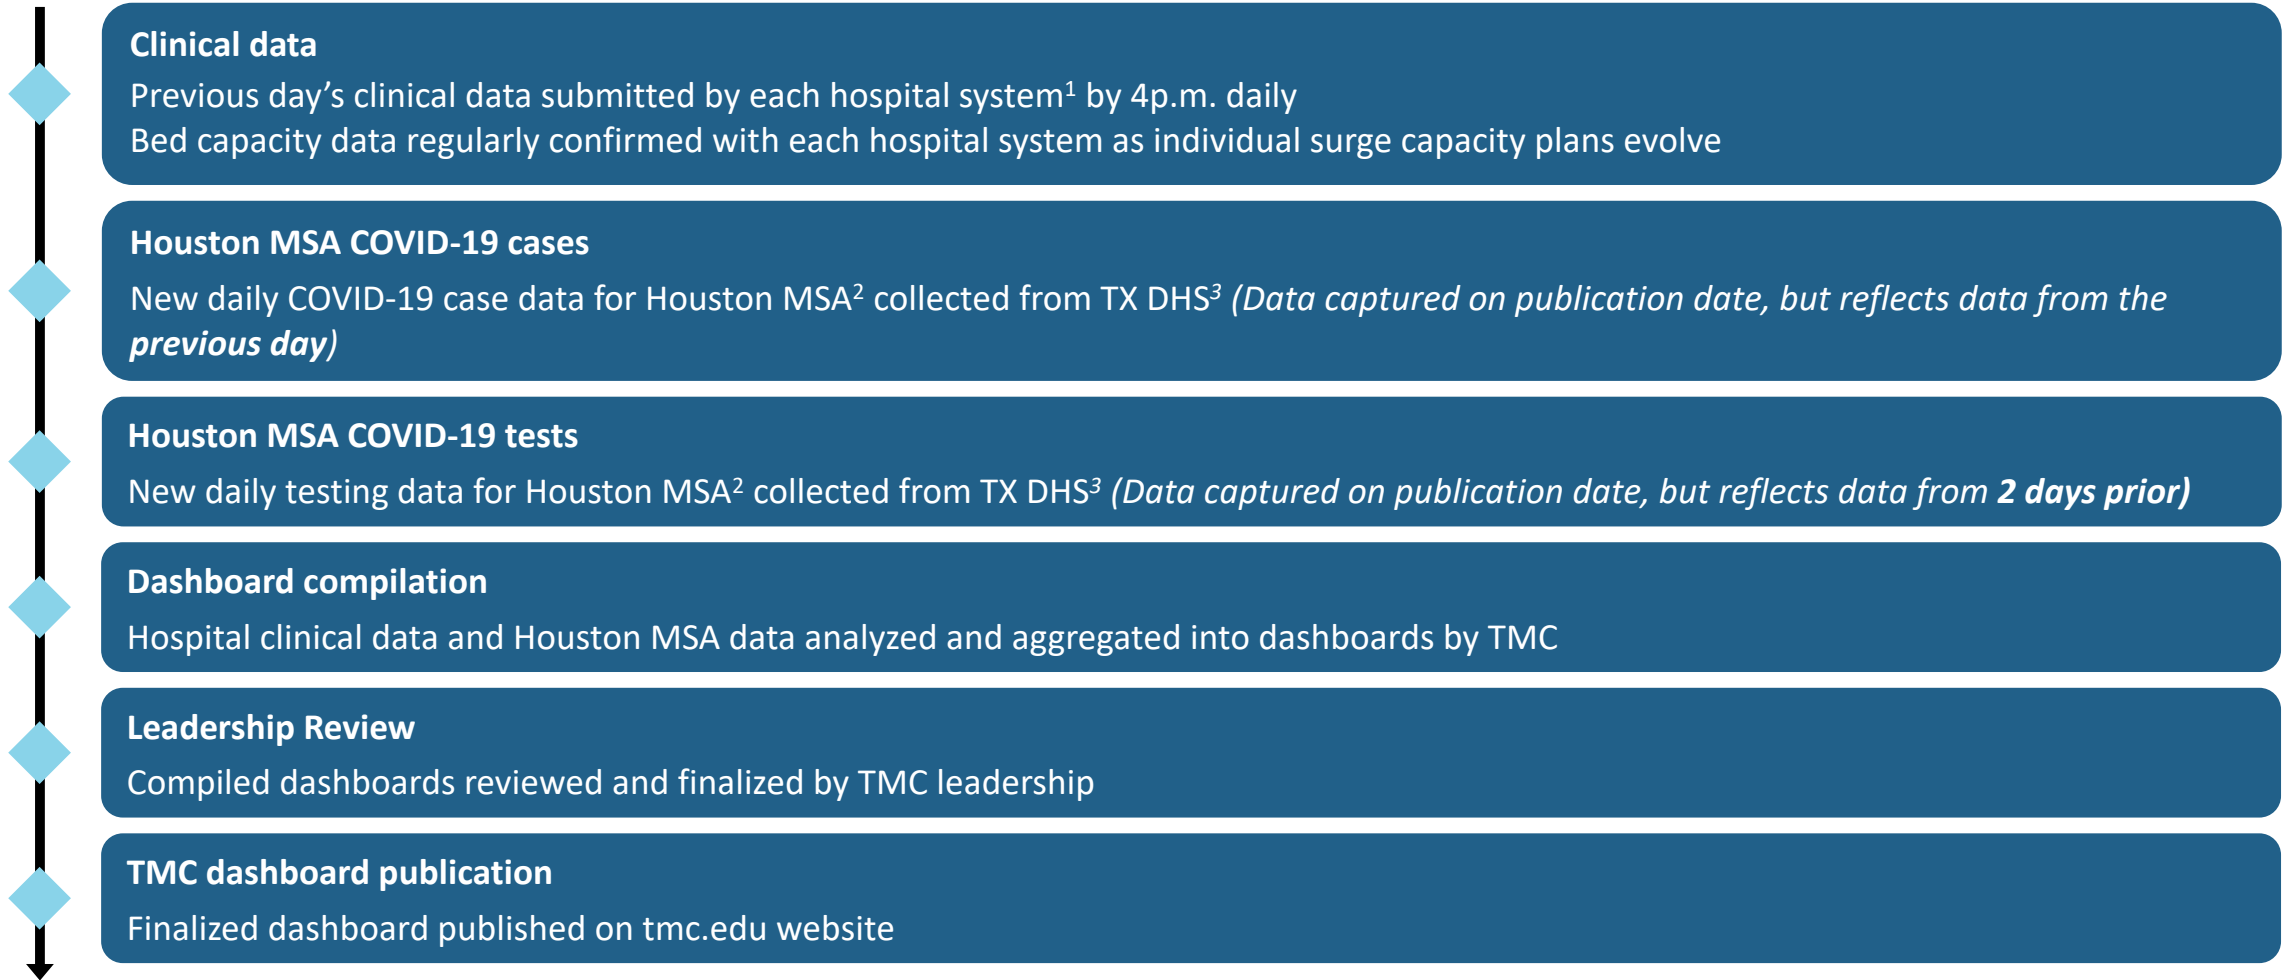 Clinical data
Previous day’s clinical data submitted by each hospital system¹ by 4p.m. daily
Bed capacity data regularly confirmed with each hospital system as individual surge capacity plans evolve
Houston MSA COVID-19 cases
New daily COVID-19 case data for Houston MSA² collected from TX DHS³ (Data captured on publication date, but reflects data from the
previous day)
Houston MSA COVID-19 tests
New daily testing data for Houston MSA² collected from TX DHS³ (Data captured on publication date, but reflects data from 2 days prior)
Dashboard compilation
Hospital clinical data and Houston MSA data analyzed and aggregated into dashboards by TMC
Leadership Review
Compiled dashboards reviewed and finalized by TMC leadership
TMC dashboard publication
Finalized dashboard published on tmc.edu website